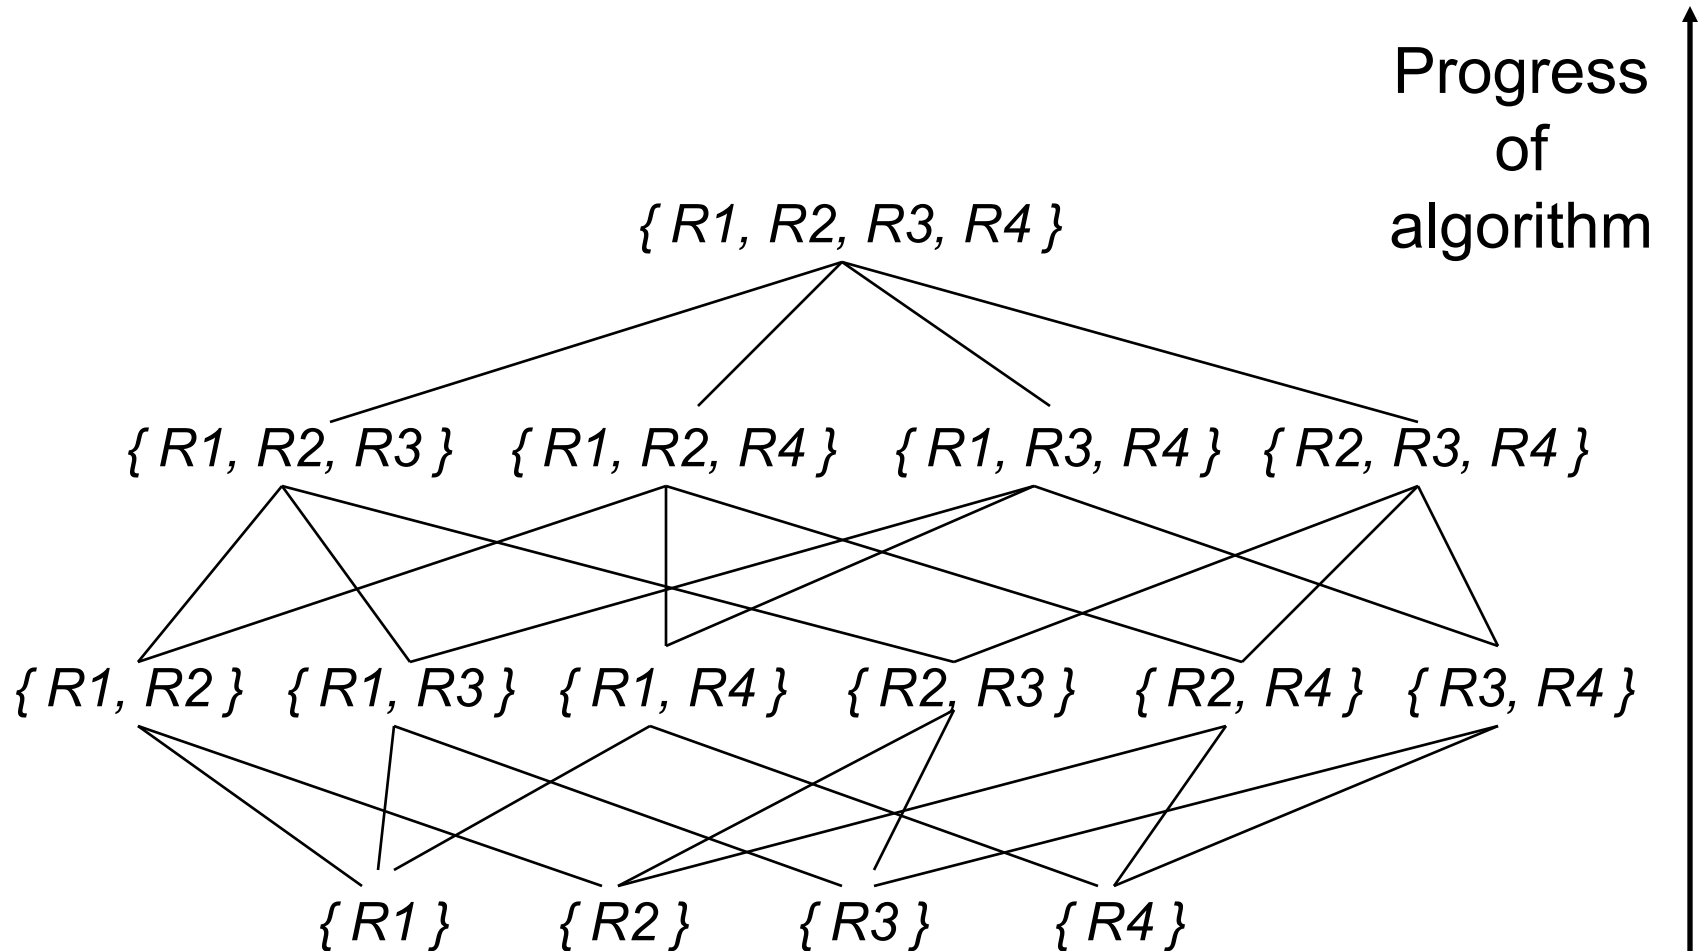 Progress
of
algorithm
{ R1, R2, R3, R4 }
{ R1, R2, R3 } { R1, R2, R4 } { R1, R3, R4 } { R2, R3, R4 }
{ R1, R2 } { R1, R3 } { R1, R4 } { R2, R3 } { R2, R4 } { R3, R4 }
{ R1 } { R2 } { R3 } { R4 }